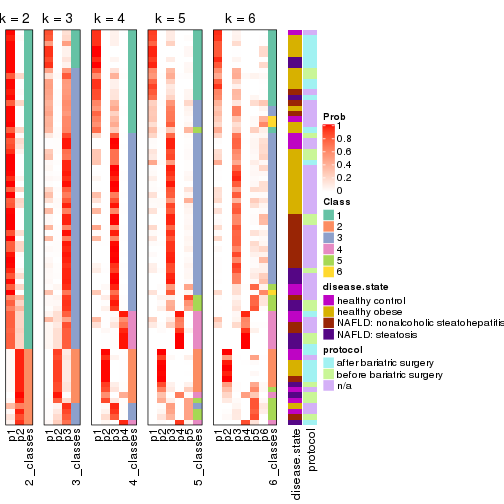 k = 2 k = 3 k = 4 k = 5 k = 6
Prob
1
0.8
0.6
0.4
0.2
0
Class
1
2
3
4
5
6
disease.state
healthy control
healthy obese
NAFLD: nonalcoholic steatohepatitis
NAFLD: steatosis
protocol
after bariatric surgery
before bariatric surgery
n/a
p1
p2
2_classes
p1
p2
p3
3_classes
p1
p2
p3
p4
4_classes
p1
p2
p3
p4
p5
5_classes
p1
p2
p3
p4
p5
p6
6_classes
disease.state
protocol